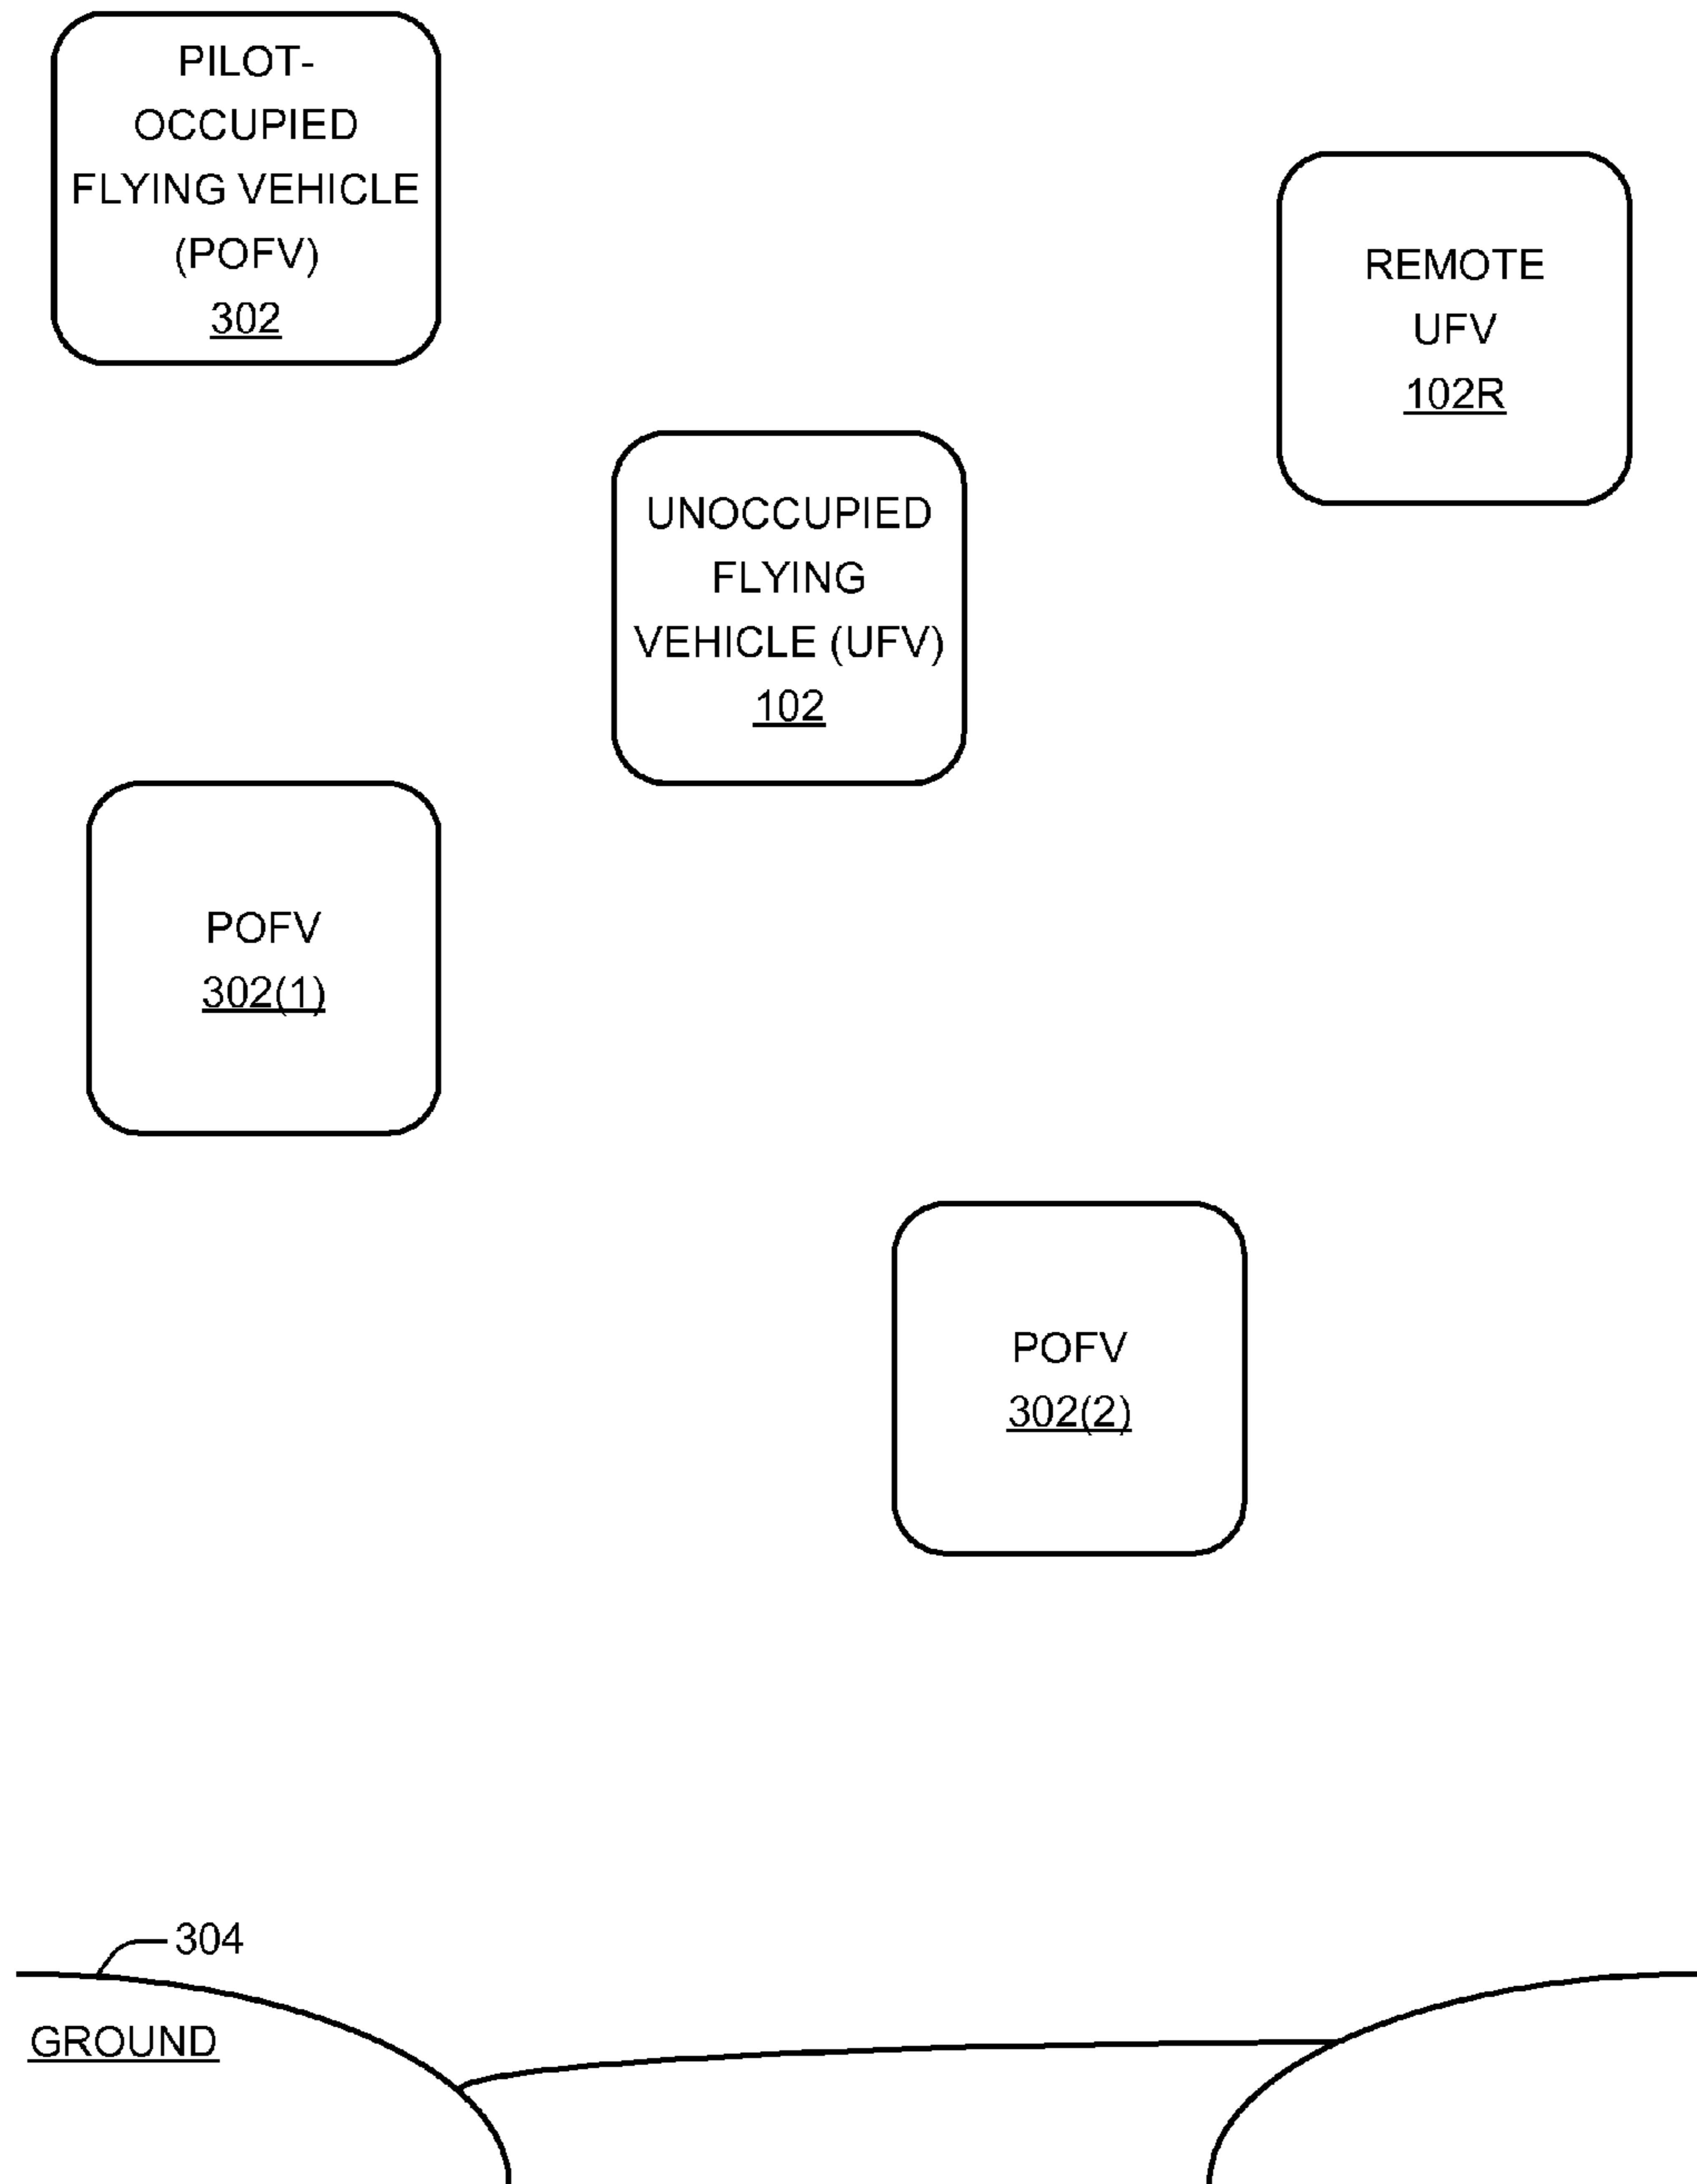 PILOT-
OCCUPIED
FLYING VEHICLE
(POFV)
302
REMOTE
UFV
102R
UNOCCUPIED
FLYING
VEHICLE (UFV)
102
POFV
302(1)
POFV
302(2)
304
GROUND